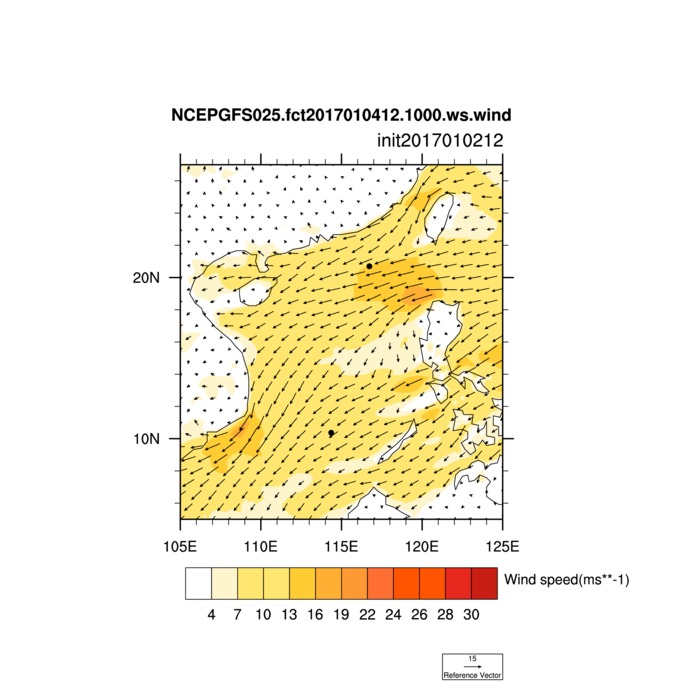 NCEPGFS025.fct2017010412.1000.ws.wind
init2017010212
20N
10N
105E 110E 115E 120E 125E
Wind speed(ms**-1)
4 7 10 13 16 19 22 24 26 28 30
15
Reference Vector